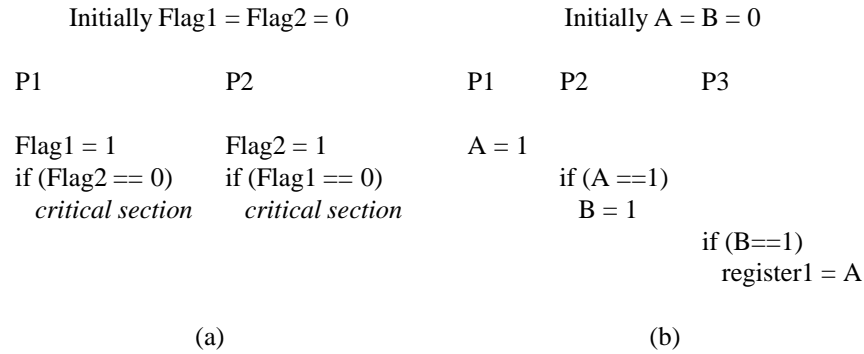 Initially Flag1 = Flag2 = 0
P1 P2
Flag1 = 1 Flag2 = 1
if (Flag2 == 0) if (Flag1 == 0)
critical section critical section
(a)
Initially A = B = 0
P1 P2 P3
A = 1
if (A ==1)
B = 1
if (B==1)
register1 = A
(b)